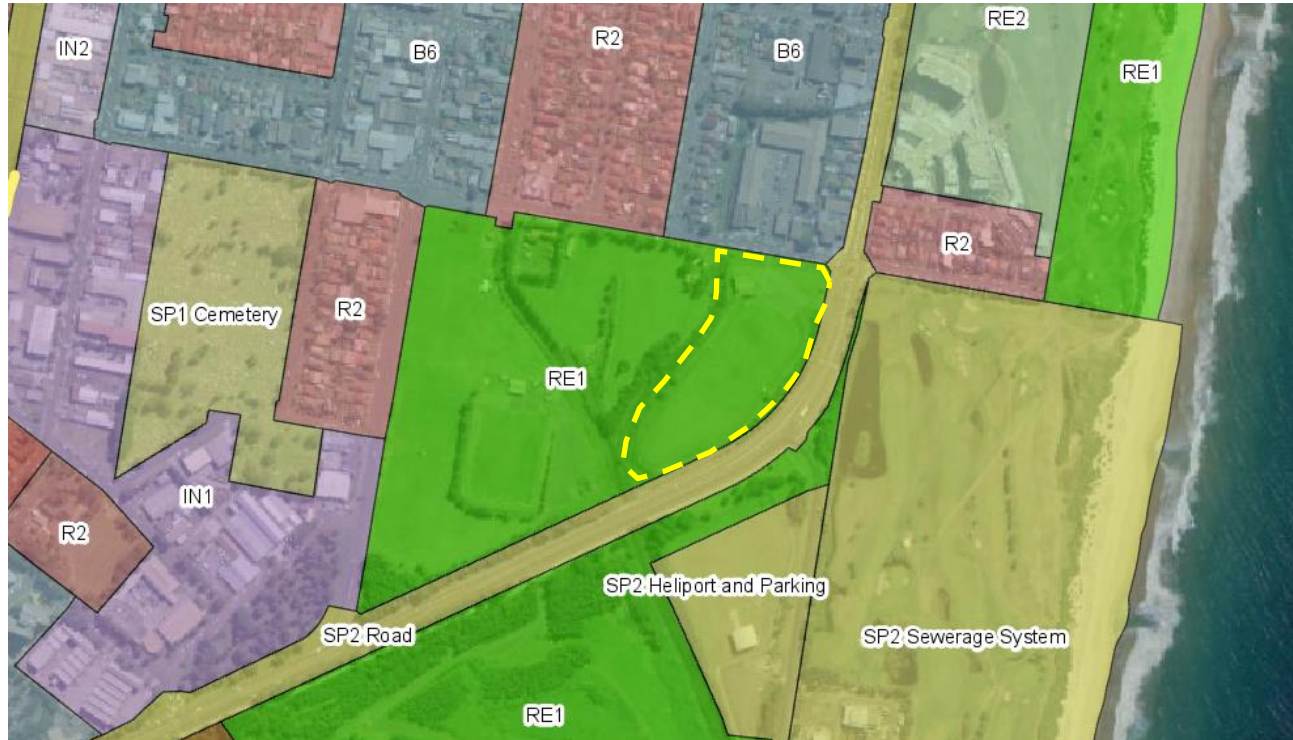 RE2
R2
IN2
B6
B6
RE1
R2
SP1 Cemetery
R2
RE1
IN1
R2
SP2 Heliport and Parking
SP2 Road
SP2 Sewerage System
RE1